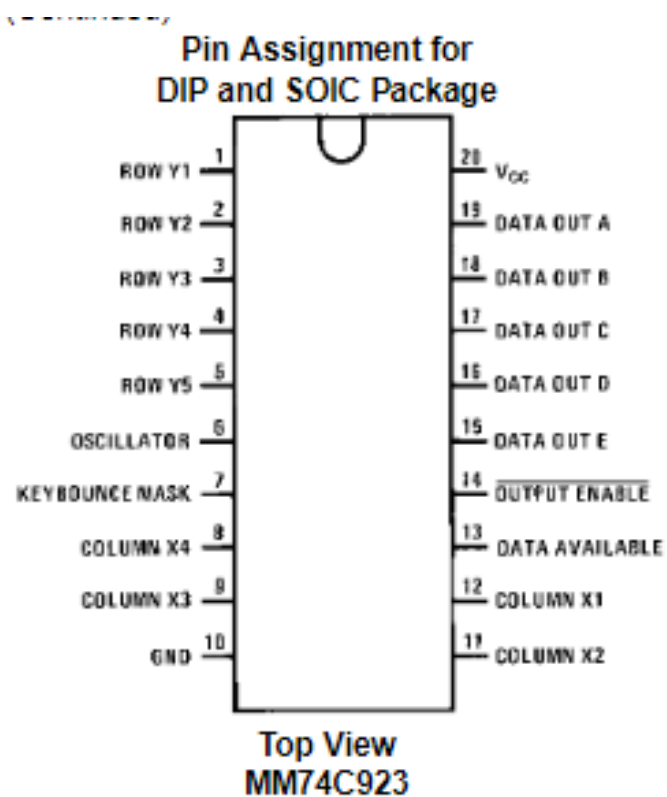 Pin Assignment for
DIP and SOIC Package
ROW Y1 1
ROW Y2 2
ROW Y3 3
ROW Y4 4
ROW Y5 5
OSCILLATOR 6
KEYBOUNCE MASK 7
COLUMN X4 8
COLUMN X3 9
GND 10
20 VCC
19 DATA OUT A
18 DATA OUT B
17 DATA OUT C
16 DATA OUT D
15 DATA OUT E
14 OUTPUT ENABLE
13 DATA AVAILABLE
12 COLUMN X1
11 COLUMN X2
Top View
MM74C923